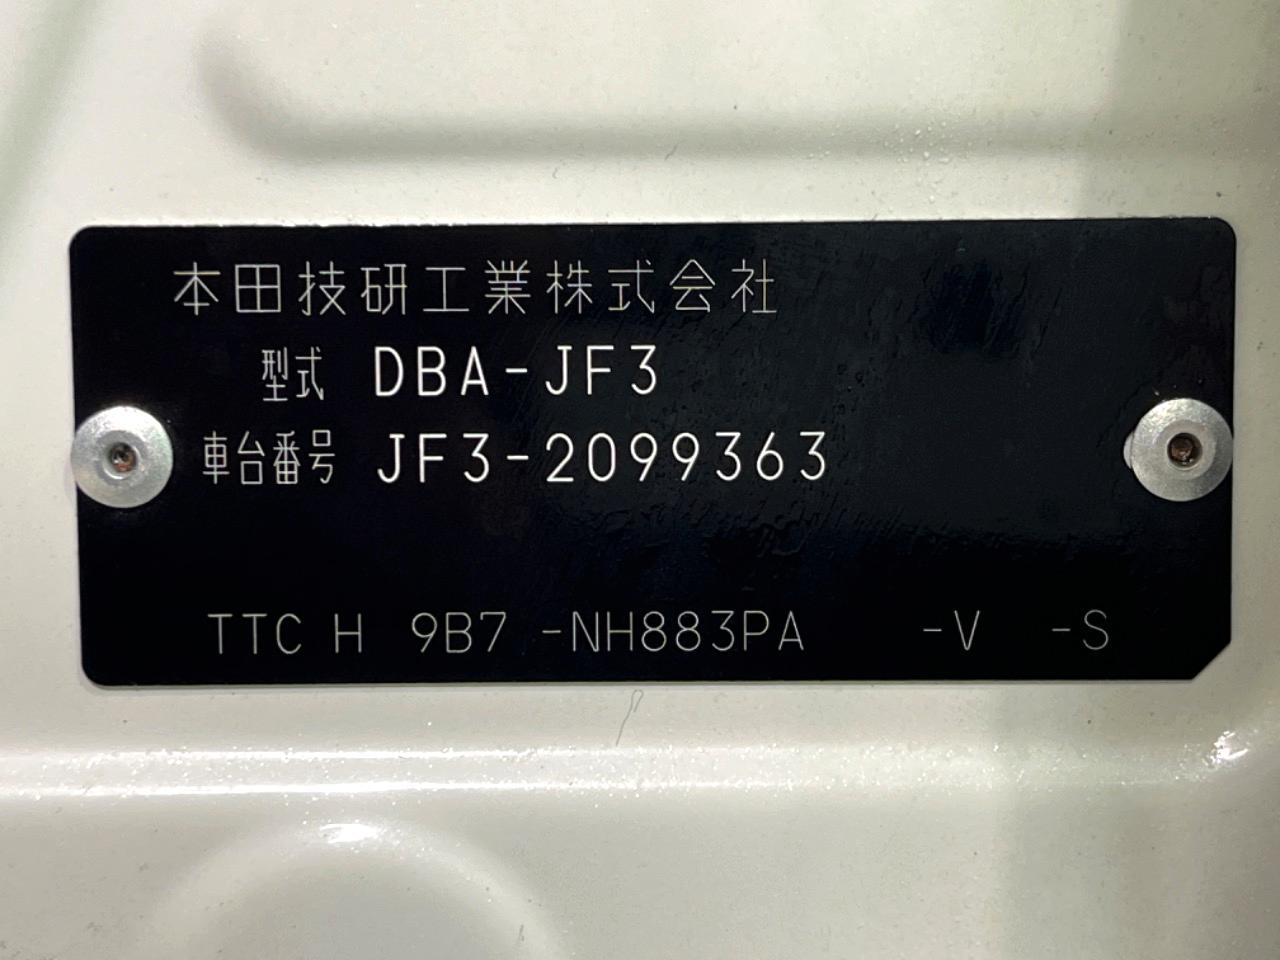 本田技研工業株式会社
型式 DBA-JF3
車台番号 JF3-2099363
TTC H 9B7 -NH883PA -V -S